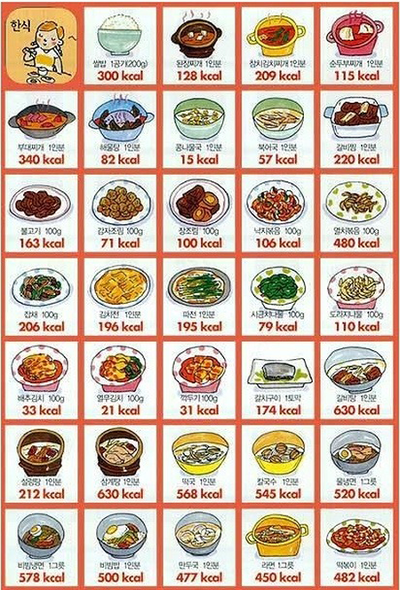 한식
쌀밥 1공기(200g)
300 kcal
된장찌개 1인분
128 kcal
참치김치찌개 1인분
209 kcal
순두부찌개 1인분
115 kcal
부대찌개 1인분
340 kcal
해물탕 1인분
82 kcal
콩나물국 1인분
15 kcal
북어국 1인분
57 kcal
갈비찜 1인분
220 kcal
불고기 100g
163 kcal
감자조림 100g
71 kcal
장조림 100g
100 kcal
낙지볶음 100g
106 kcal
멸치볶음 100g
480 kcal
잡채 100g
206 kcal
김치전 1인분
196 kcal
파전 1인분
195 kcal
시금치나물 100g
79 kcal
도라지나물 100g
110 kcal
배추김치 100g
33 kcal
열무김치 100g
21 kcal
깍두기 100g
31 kcal
갈치구이 1토막
174 kcal
갈비탕 1인분
630 kcal
설렁탕 1인분
212 kcal
삼계탕 1인분
630 kcal
떡국 1인분
568 kcal
칼국수 1인분
545 kcal
물냉면 1그릇
520 kcal
비빔냉면 1그릇
578 kcal
비빔밥 1인분
500 kcal
만두국 1인분
477 kcal
라면 1그릇
450 kcal
떡볶이 1인분
482 kcal